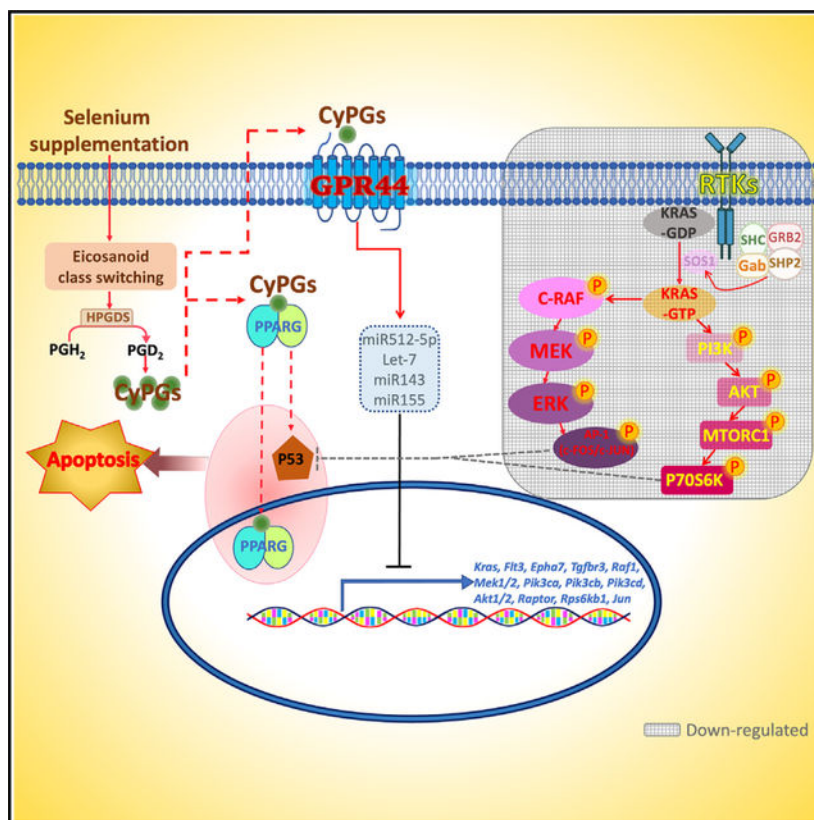 Selenium
supplementation
Eicosanoid
class switching
HPGDS
PGH2
PGD2
CyPGs
Apoptosis
CyPGs
GPR44
CyPGs
PPARG
P53
PPARG
miR512-5p
Let-7
miR143
miR155
Kras, Flt3, Epha7, Tgfbr3, Raf1,
Mek1/2, Pik3ca, Pik3cb, Pik3cd,
Akt1/2, Raptor, Rps6kb1, Jun
RTKs
KRAS
-GDP
SHC
GRB2
SOS1
Gab
SHP2
KRAS
-GTP
P
C-RAF
P
MEK
P
ERK
P
AP-1
(c-FOS/c-JUN)
P
PI3K
P
AKT
P
MTORC1
P
P70S6K
P
Down-regulated